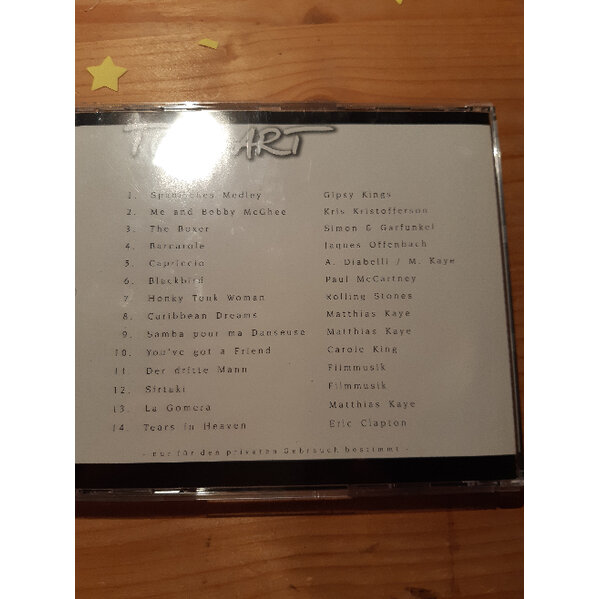 ART
1. Spanisches Medley Gipsy Kings
2. Me and Bobby McGhee Kris Kristofferson
3. The Boxer Simon & Garfunkel
4. Barcarole Jaques Offenbach
5. Capriccio A. Diabelli / M. Kaye
6. Blackbird Paul McCartney
7. Honky Tonk Woman Rolling Stones
8. Caribbean Dreams Matthias Kaye
9. Samba pour ma Danseuse Matthias Kaye
10. You've got a Friend Carole King
11. Der dritte Mann Filmmusik
12. Sirtaki Filmmusik
13. La Gomera Matthias Kaye
14. Tears in Heaven Eric Clapton
- nur für den privaten Gebrauch bestimmt -